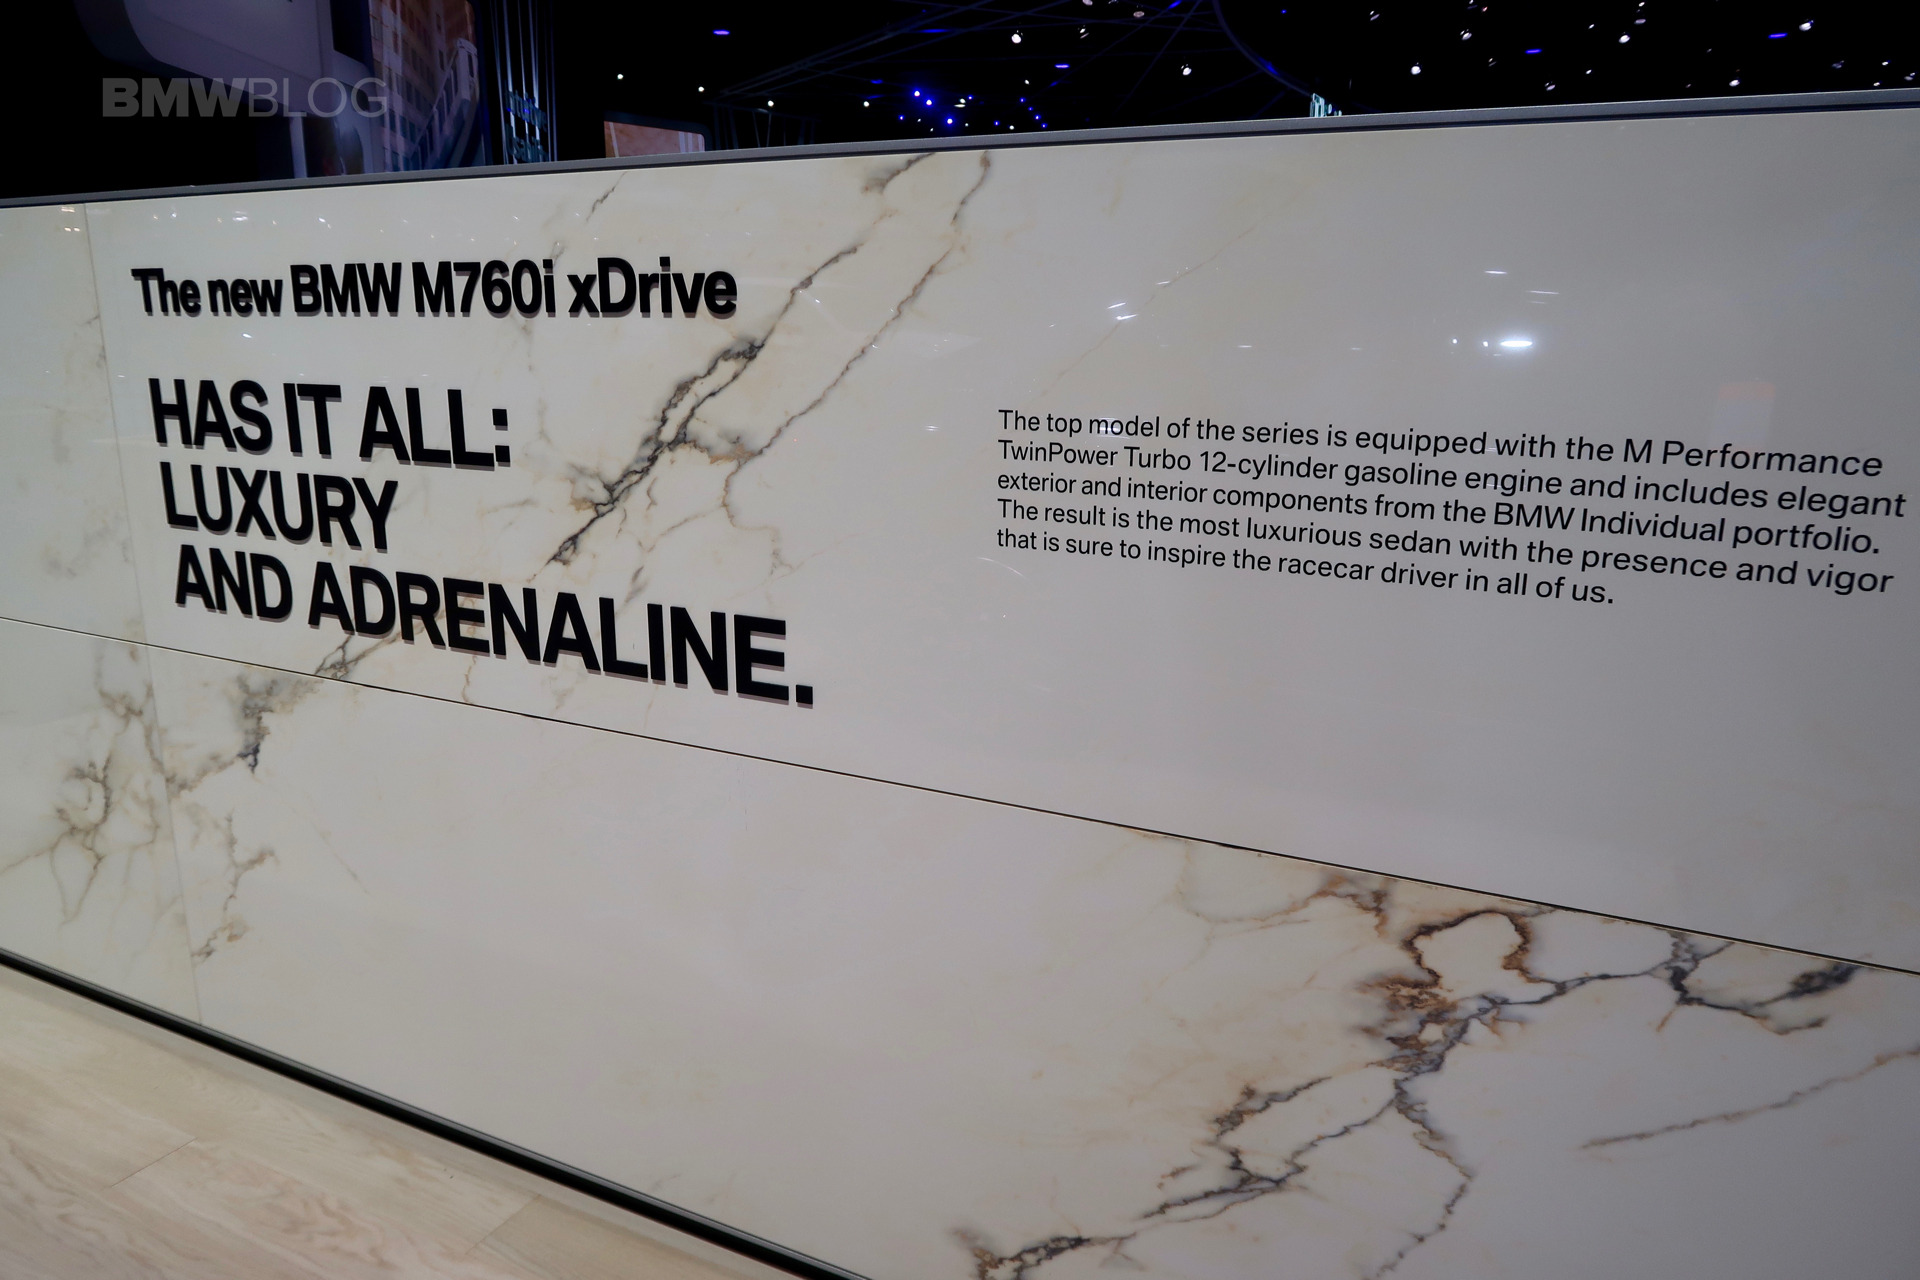 BMWBLOG
The new BMW M760i xDrive
HAS IT ALL:
LUXURY
AND ADRENALINE.
The top model of the series is equipped with the M Performance
TwinPower Turbo 12-cylinder gasoline engine and includes elegant
exterior and interior components from the BMW Individual portfolio.
The result is the most luxurious sedan with the presence and vigor
that is sure to inspire the racecar driver in all of us.